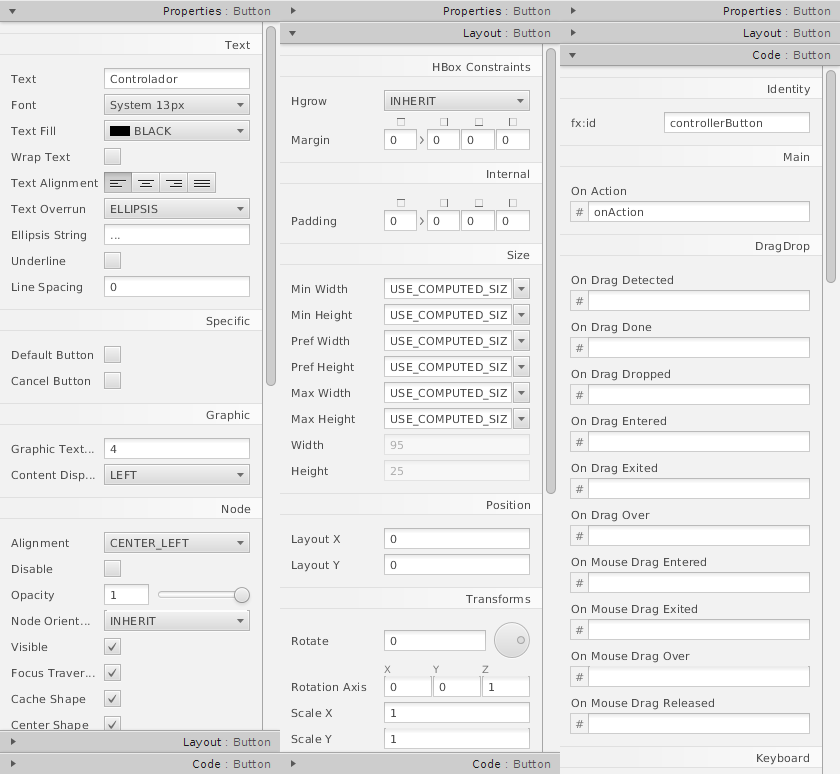 Properties : Button
Text
Text Controlador
Font System 13px
Text Fill BLACK
Wrap Text
Text Alignment
Text Overrun ELLIPSIS
Ellipsis String ...
Underline
Line Spacing 0
Specific
Default Button
Cancel Button
Graphic
Graphic Text... 4
Content Disp... LEFT
Node
Alignment CENTER_LEFT
Disable
Opacity 1
Node Orient... INHERIT
Visible
Focus Traver...
Cache Shape
Center Shape
Layout : Button
Code : Button
Properties : Button
Layout : Button
HBox Constraints
Hgrow INHERIT
Margin 0 > 0 0 0
Internal
Padding 0 > 0 0 0
Size
Min Width USE_COMPUTED_SIZ
Min Height USE_COMPUTED_SIZ
Pref Width USE_COMPUTED_SIZ
Pref Height USE_COMPUTED_SIZ
Max Width USE_COMPUTED_SIZ
Max Height USE_COMPUTED_SIZ
Width 95
Height 25
Position
Layout X 0
Layout Y 0
Transforms
Rotate 0
X Y Z
Rotation Axis 0 0 1
Scale X 1
Scale Y 1
Code : Button
Properties : Button
Layout : Button
Code : Button
Identity
fx:id controllerButton
Main
On Action
# onAction
DragDrop
On Drag Detected
#
On Drag Done
#
On Drag Dropped
#
On Drag Entered
#
On Drag Exited
#
On Drag Over
#
On Mouse Drag Entered
#
On Mouse Drag Exited
#
On Mouse Drag Over
#
On Mouse Drag Released
#
Keyboard